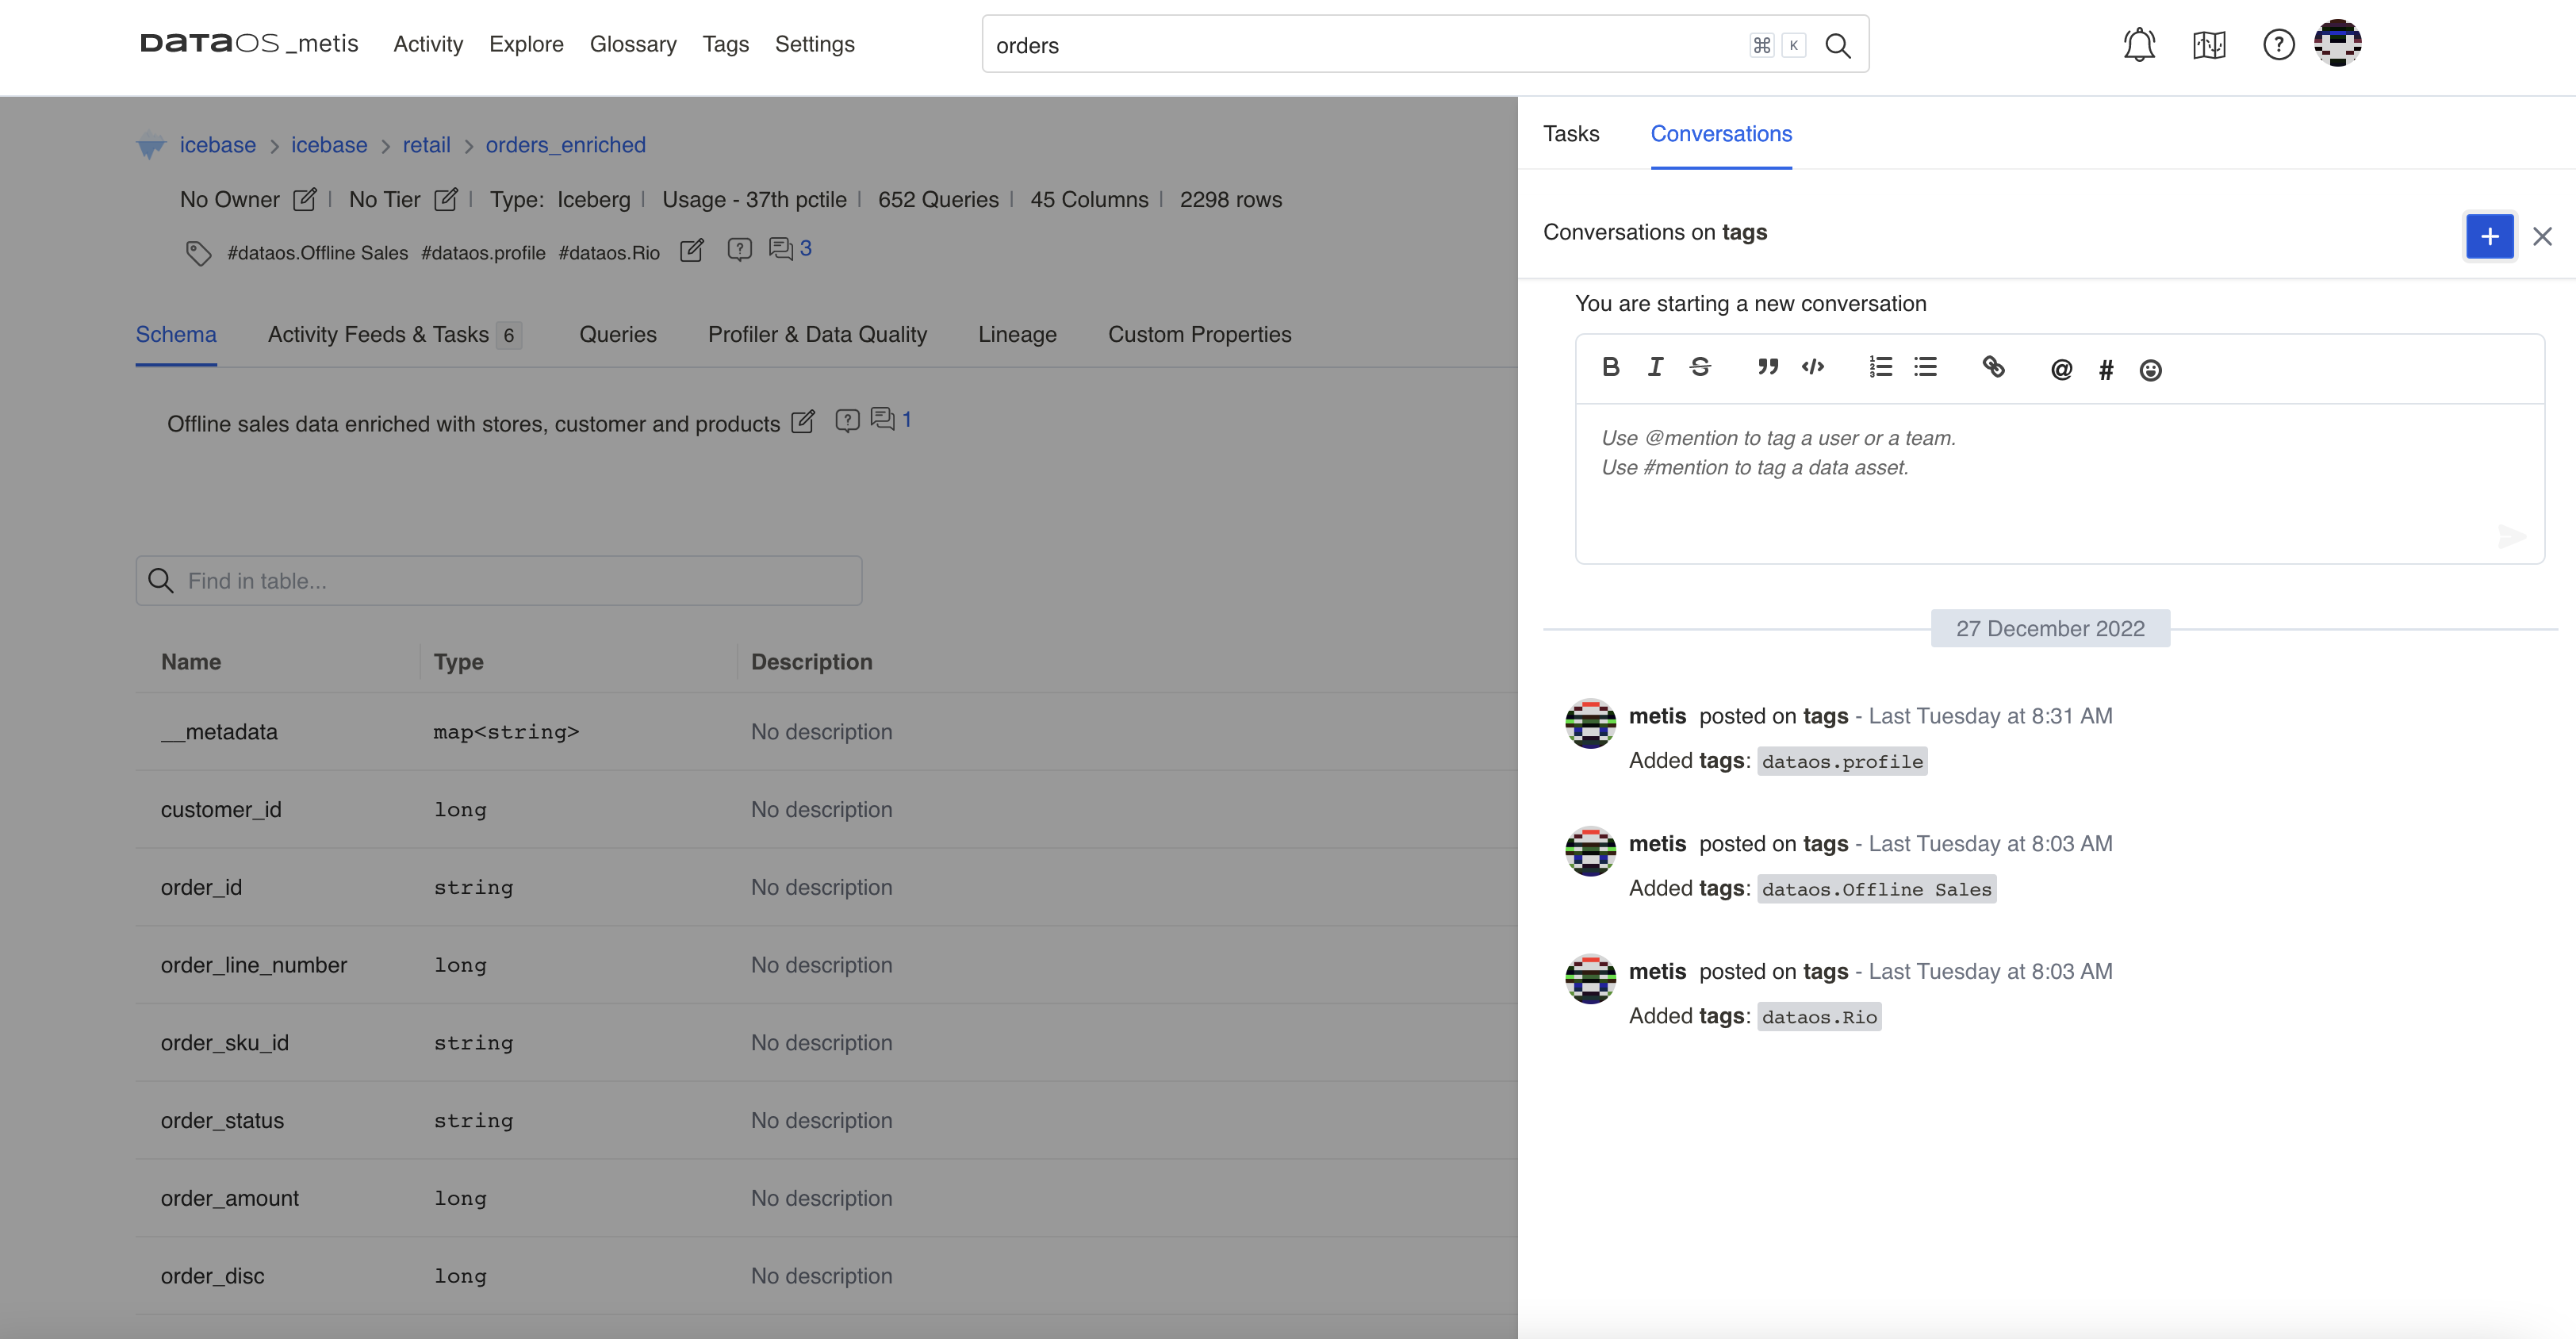 DATAOS _metis Activity Explore Glossary Tags Settings
orders ⌘ K
icebase > icebase > retail > orders_enriched
No Owner | No Tier | Type: Iceberg | Usage - 37th pctile | 652 Queries | 45 Columns | 2298 rows
#dataos.Offline Sales #dataos.profile #dataos.Rio 3
Schema Activity Feeds & Tasks 6 Queries Profiler & Data Quality Lineage Custom Properties
Offline sales data enriched with stores, customer and products 1
Find in table...
Name Type Description
__metadata map<string> No description
customer_id long No description
order_id string No description
order_line_number long No description
order_sku_id string No description
order_status string No description
order_amount long No description
order_disc long No description
Tasks Conversations
Conversations on tags
You are starting a new conversation
B I S @ #
Use @mention to tag a user or a team.
Use #mention to tag a data asset.
27 December 2022
metis posted on tags - Last Tuesday at 8:31 AM
Added tags: dataos.profile
metis posted on tags - Last Tuesday at 8:03 AM
Added tags: dataos.Offline Sales
metis posted on tags - Last Tuesday at 8:03 AM
Added tags: dataos.Rio